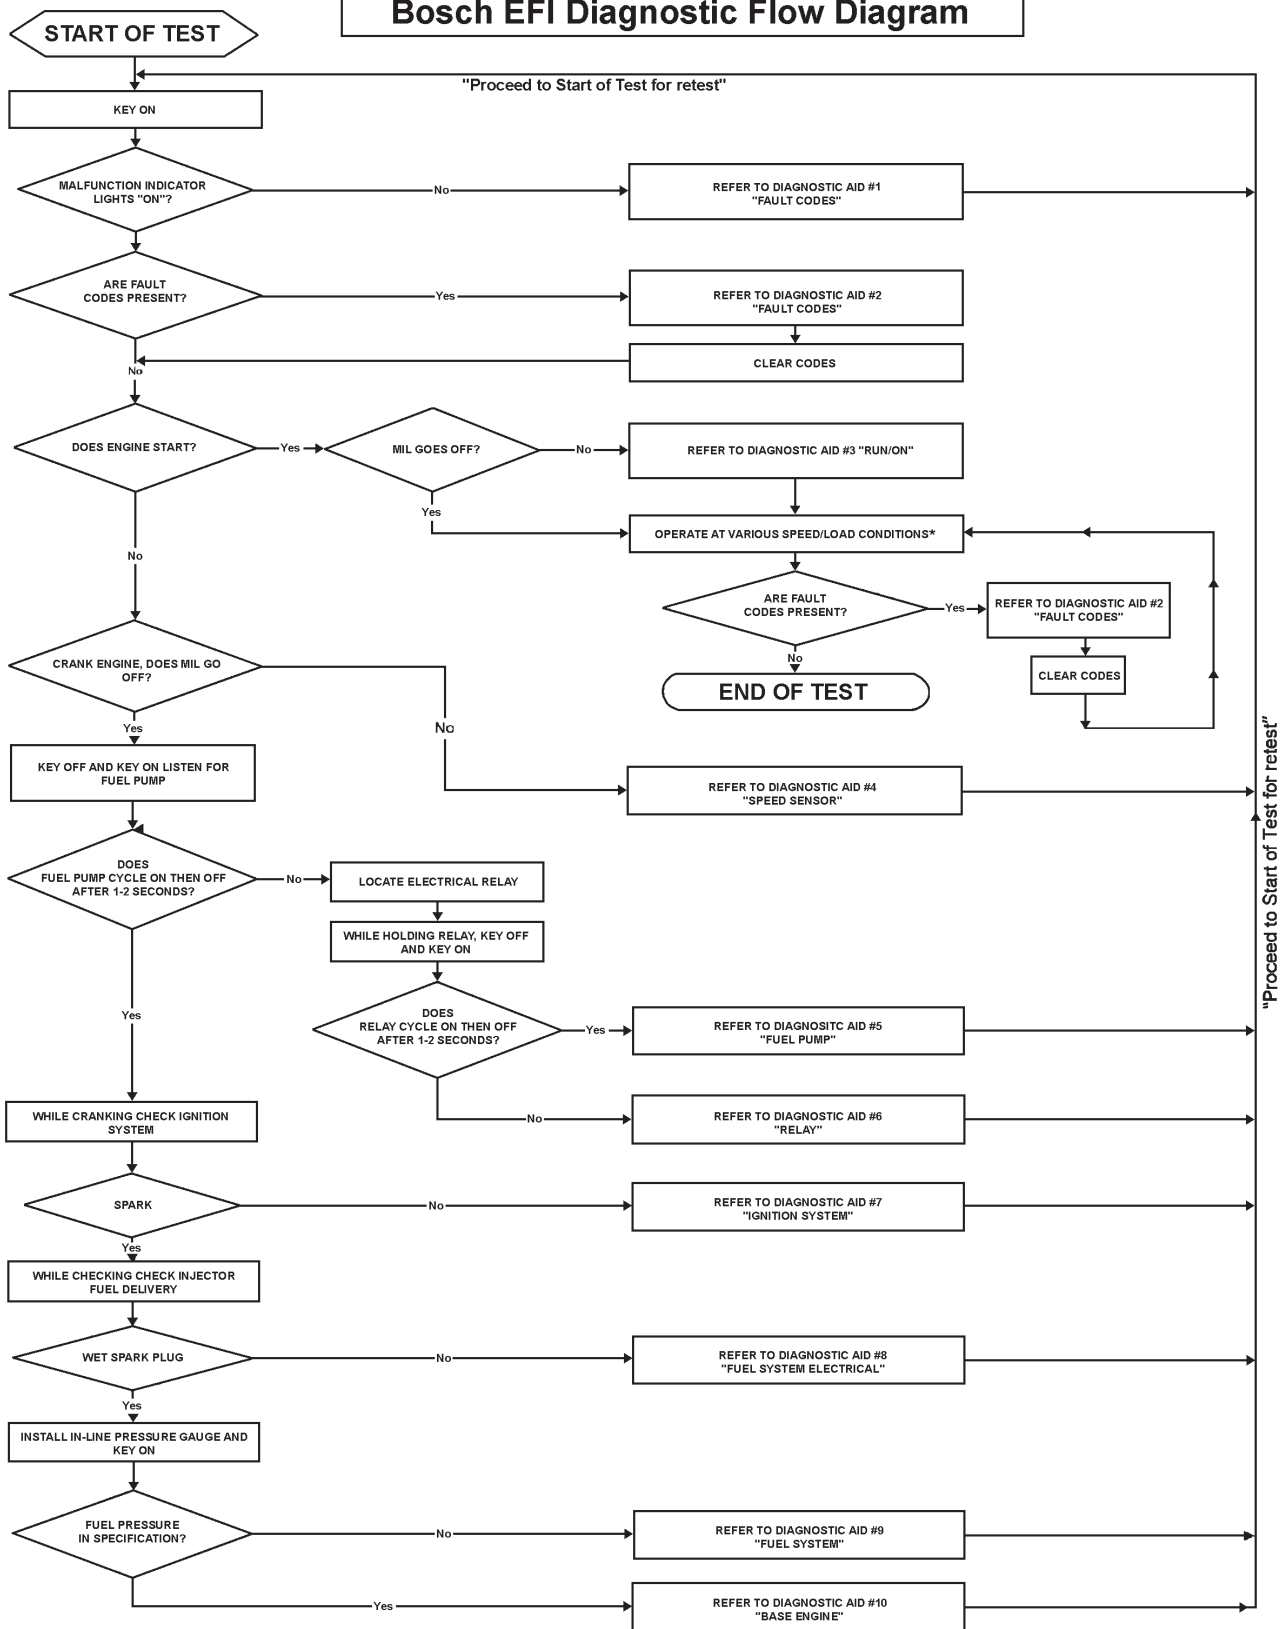 Bosch EFI Diagnostic Flow Diagram
START OF TEST
"Proceed to Start of Test for retest"
KEY ON
MALFUNCTION INDICATOR
LIGHTS "ON"?
No
REFER TO DIAGNOSTIC AID #1
"FAULT CODES"
ARE FAULT
CODES PRESENT?
Yes
REFER TO DIAGNOSTIC AID #2
"FAULT CODES"
CLEAR CODES
No
DOES ENGINE START?
Yes
MIL GOES OFF?
No
REFER TO DIAGNOSTIC AID #3 "RUN/ON"
Yes
OPERATE AT VARIOUS SPEED/LOAD CONDITIONS*
No
ARE FAULT
CODES PRESENT?
Yes
REFER TO DIAGNOSTIC AID #2
"FAULT CODES"
No
CLEAR CODES
END OF TEST
CRANK ENGINE, DOES MIL GO
OFF?
No
Yes
KEY OFF AND KEY ON LISTEN FOR
FUEL PUMP
REFER TO DIAGNOSTIC AID #4
"SPEED SENSOR"
"Proceed to Start of Test for retest"
DOES
FUEL PUMP CYCLE ON THEN OFF
AFTER 1-2 SECONDS?
No
LOCATE ELECTRICAL RELAY
WHILE HOLDING RELAY, KEY OFF
AND KEY ON
Yes
DOES
RELAY CYCLE ON THEN OFF
AFTER 1-2 SECONDS?
Yes
REFER TO DIAGNOSITC AID #5
"FUEL PUMP"
No
REFER TO DIAGNOSTIC AID #6
"RELAY"
WHILE CRANKING CHECK IGNITION
SYSTEM
SPARK
No
REFER TO DIAGNOSTIC AID #7
"IGNITION SYSTEM"
Yes
WHILE CHECKING CHECK INJECTOR
FUEL DELIVERY
WET SPARK PLUG
No
REFER TO DIAGNOSTIC AID #8
"FUEL SYSTEM ELECTRICAL"
Yes
INSTALL IN-LINE PRESSURE GAUGE AND
KEY ON
FUEL PRESSURE
IN SPECIFICATION?
No
REFER TO DIAGNOSTIC AID #9
"FUEL SYSTEM"
Yes
REFER TO DIAGNOSTIC AID #10
"BASE ENGINE"